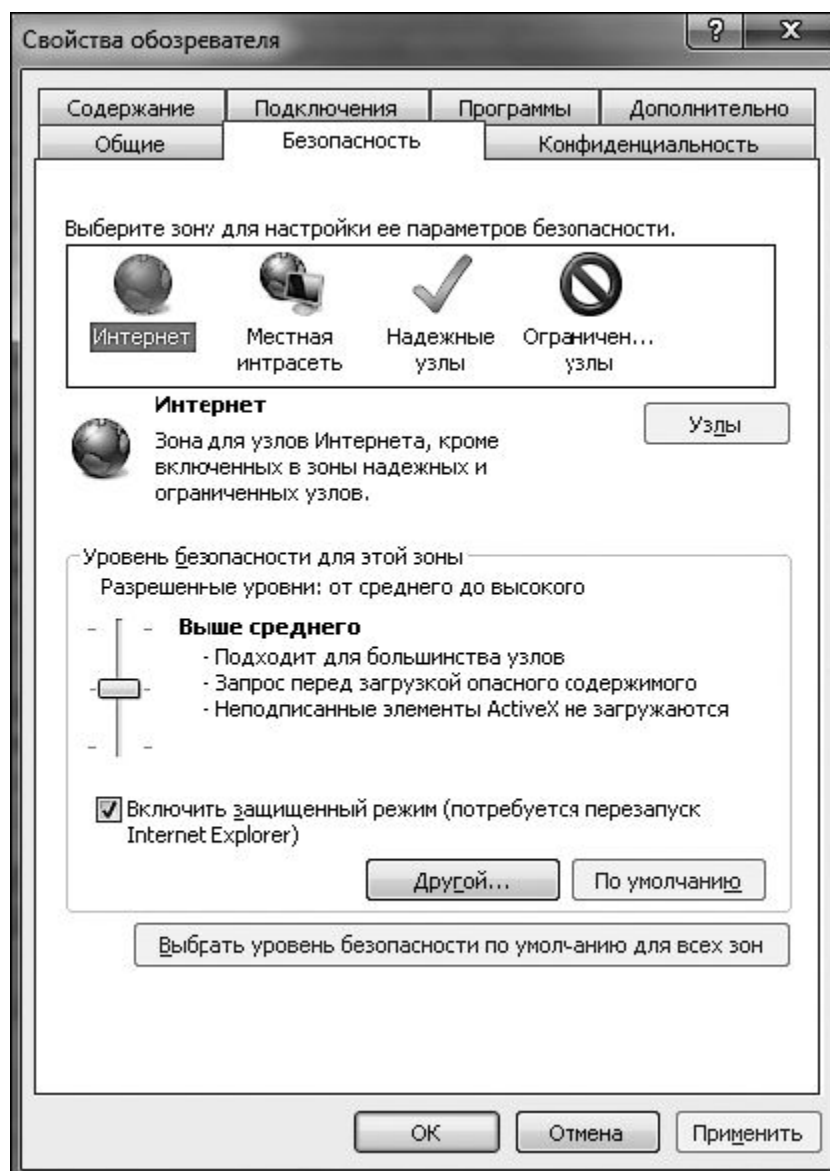 Свойства обозревателя
Содержание Подключения Программы Дополнительно
Общие Безопасность Конфиденциальность
Выберите зону для настройки ее параметров безопасности.
Интернет
Местная интрасеть
Надежные узлы
Ограничен... узлы
Интернет
Узлы
Зона для узлов Интернета, кроме
включенных в зоны надежных и
ограниченных узлов.
Уровень безопасности для этой зоны
Разрешенные уровни: от среднего до высокого
Выше среднего
- Подходит для большинства узлов
- Запрос перед загрузкой опасного содержимого
- Неподписанные элементы ActiveX не загружаются
Включить защищенный режим (потребуется перезапуск
Internet Explorer)
Другой... По умолчанию
Выбрать уровень безопасности по умолчанию для всех зон
ОК Отмена Применить